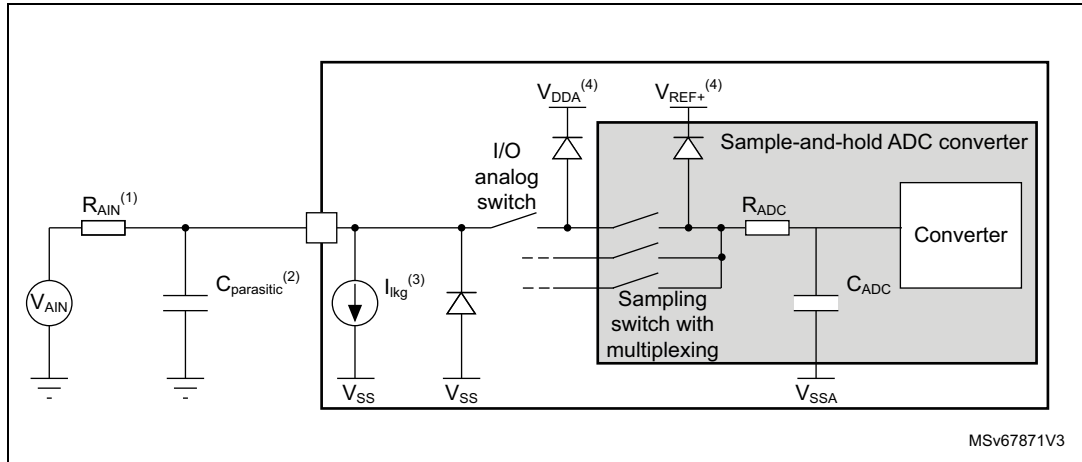 V_DDA^(4)
V_REF+^(4)
Sample-and-hold ADC converter
I/O
analog
switch
R_AIN^(1)
R_ADC
Converter
V_AIN
C_parasitic^(2)
I_lkg^(3)
C_ADC
Sampling
switch with
multiplexing
V_SS
V_SS
V_SSA
MSv67871V3